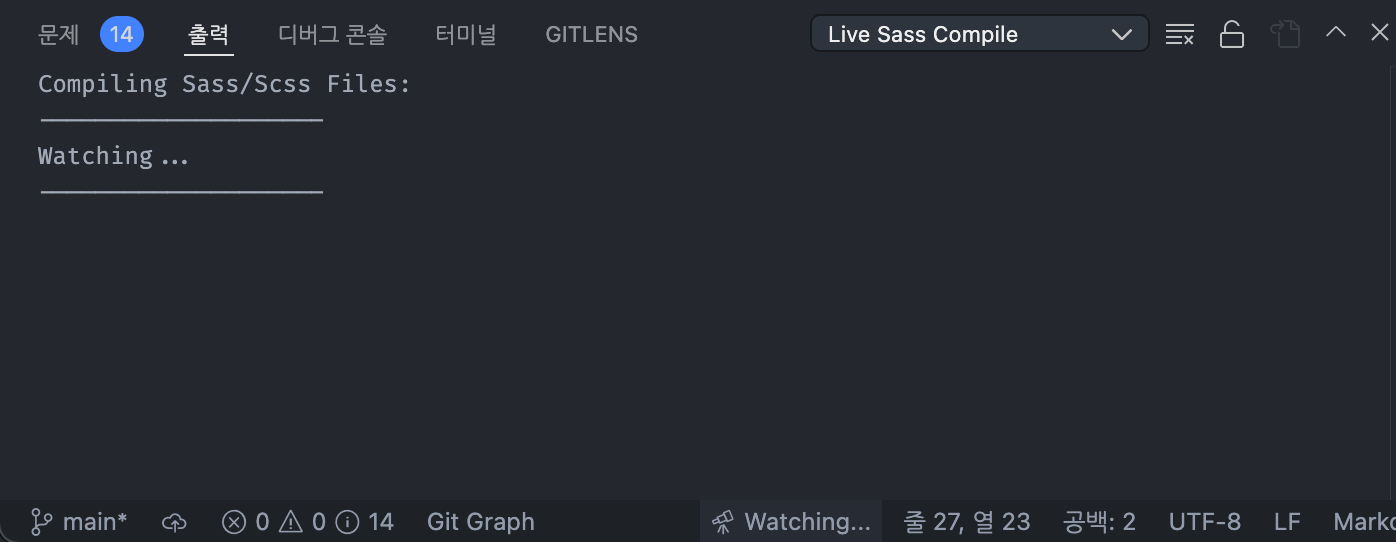 문제 14 출력 디버그 콘솔 터미널 GITLENS Live Sass Compile
Compiling Sass/Scss Files:
--------------------
Watching...
--------------------
main* 0 0 14 Git Graph Watching... 줄 27, 열 23 공백: 2 UTF-8 LF